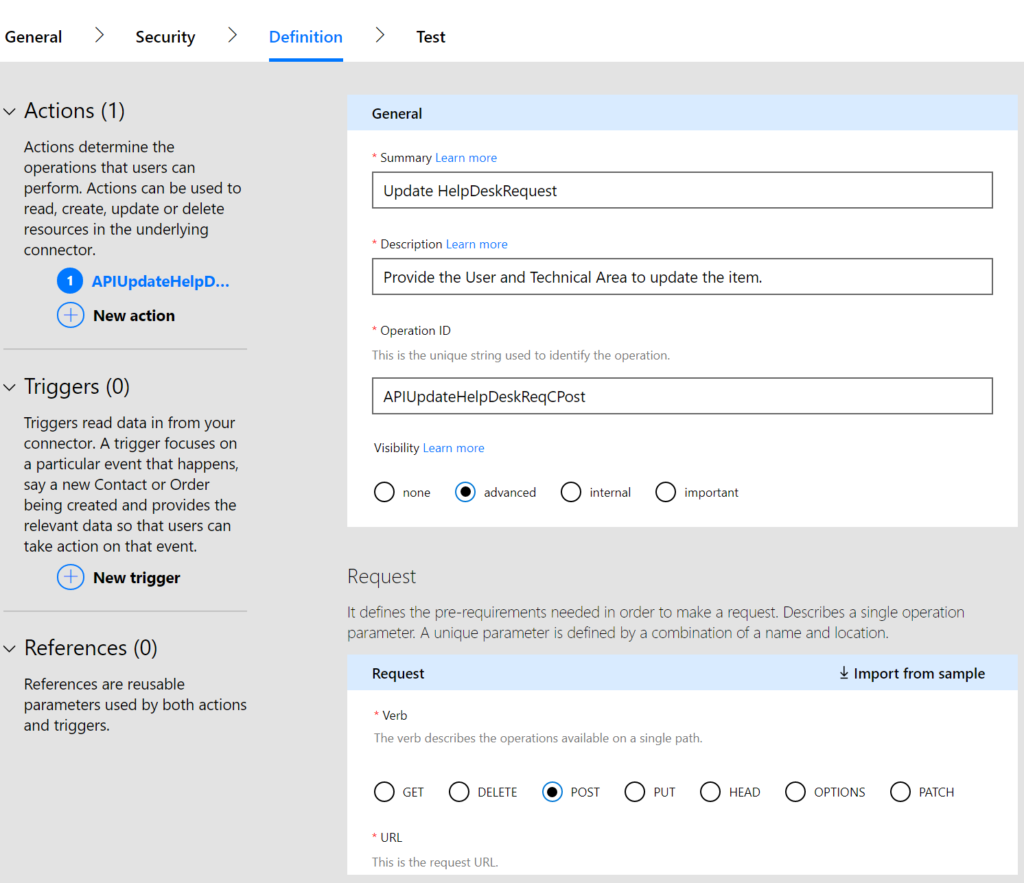 General
Security
Definition
Test
Actions (1)
Actions determine the
operations that users can
perform. Actions can be used to
read, create, update or delete
resources in the underlying
connector.
1 APIUpdateHelpD...
New action
Triggers (0)
Triggers read data in from your
connector. A trigger focuses on
a particular event that happens,
say a new Contact or Order
being created and provides the
relevant data so that users can
take action on that event.
New trigger
References (0)
References are reusable
parameters used by both actions
and triggers.
General
* Summary Learn more
Update HelpDeskRequest
* Description Learn more
Provide the User and Technical Area to update the item.
* Operation ID
This is the unique string used to identify the operation.
APIUpdateHelpDeskReqCPost
Visibility Learn more
none advanced internal important
Request
It defines the pre-requirements needed in order to make a request. Describes a single operation
parameter. A unique parameter is defined by a combination of a name and location.
Request
Import from sample
* Verb
The verb describes the operations available on a single path.
GET DELETE POST PUT HEAD OPTIONS PATCH
* URL
This is the request URL.